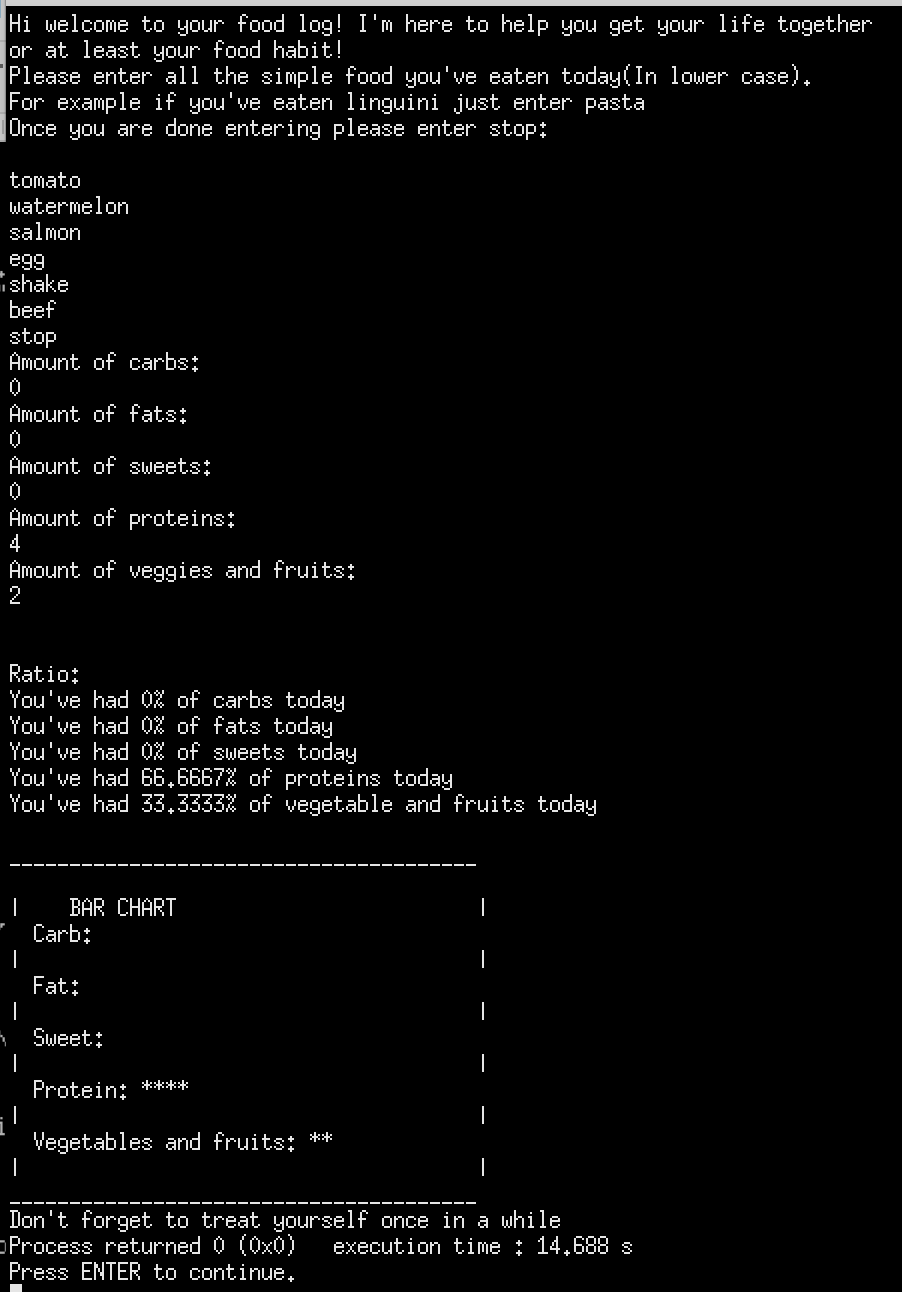 Hi welcome to your food log! I'm here to help you get your life together
or at least your food habit!
Please enter all the simple food you've eaten today(In lower case).
For example if you've eaten linguini just enter pasta
Once you are done entering please enter stop:
tomato
watermelon
salmon
egg
shake
beef
stop
Amount of carbs:
0
Amount of fats:
0
Amount of sweets:
0
Amount of proteins:
4
Amount of veggies and fruits:
2
Ratio:
You've had 0% of carbs today
You've had 0% of fats today
You've had 0% of sweets today
You've had 66.6667% of proteins today
You've had 33.3333% of vegetable and fruits today
---------------------------------------
|    BAR CHART                         |
  Carb:
|                                      |
  Fat:
|                                      |
  Sweet:
|                                      |
  Protein: ****
|                                      |
  Vegetables and fruits: **
|                                      |
_______________________________________
Don't forget to treat yourself once in a while
Process returned 0 (0x0)   execution time : 14.688 s
Press ENTER to continue.